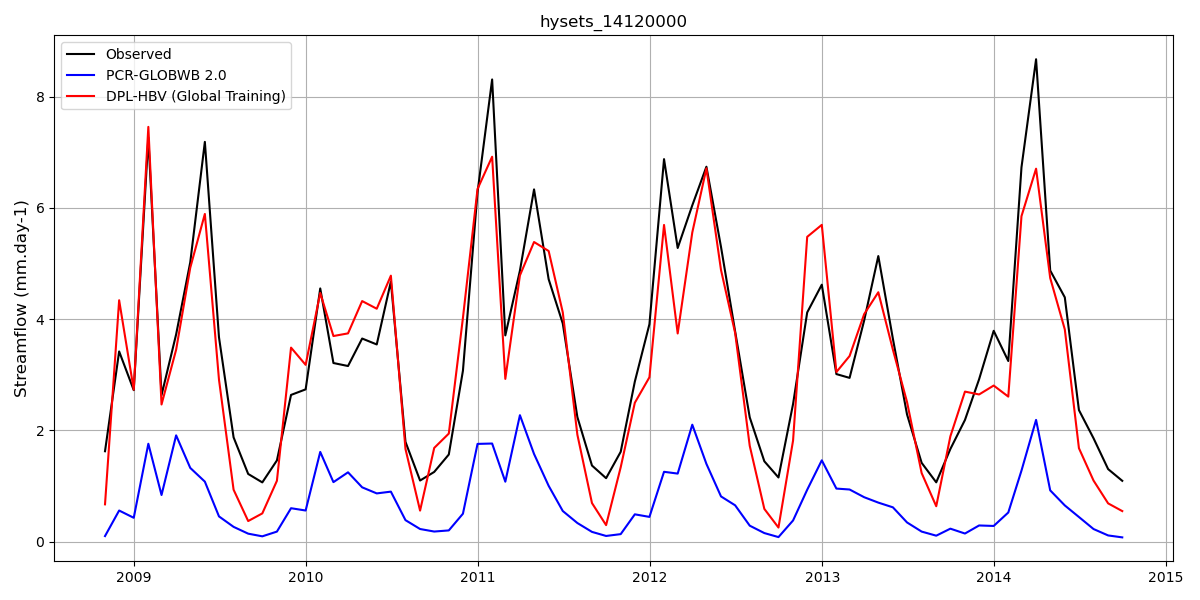 hysets_14120000
Observed
PCR-GLOBWB 2.0
DPL-HBV (Global Training)
Streamflow (mm.day-1)
8
6
4
2
0
2009 2010 2011 2012 2013 2014 2015